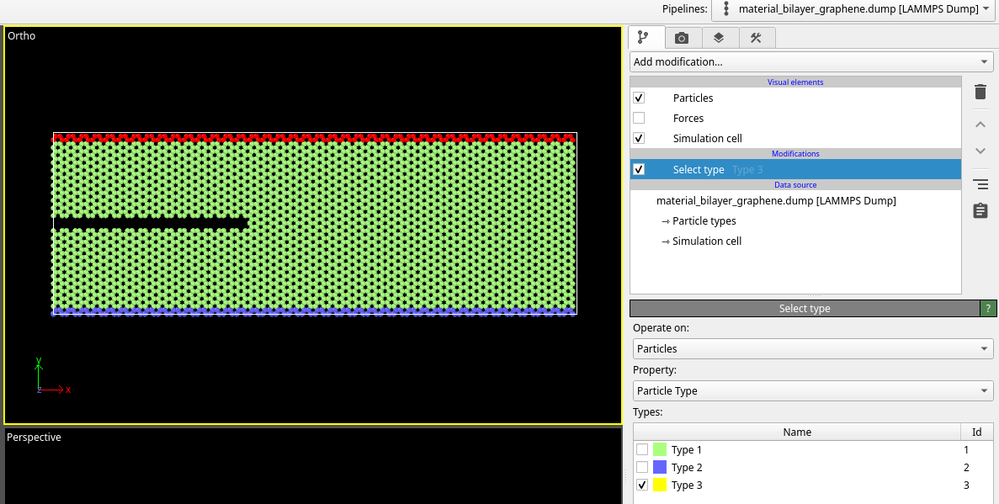 Pipelines: material_bilayer_graphene.dump [LAMMPS Dump]
Ortho
y
z x
Perspective
Add modification...
Visual elements
Particles
Forces
Simulation cell
Modifications
Select type Type 3
Data source
material_bilayer_graphene.dump [LAMMPS Dump]
→ Particle types
→ Simulation cell
Select type ?
Operate on:
Particles
Property:
Particle Type
Types:
Name Id
Type 1 1
Type 2 2
Type 3 3